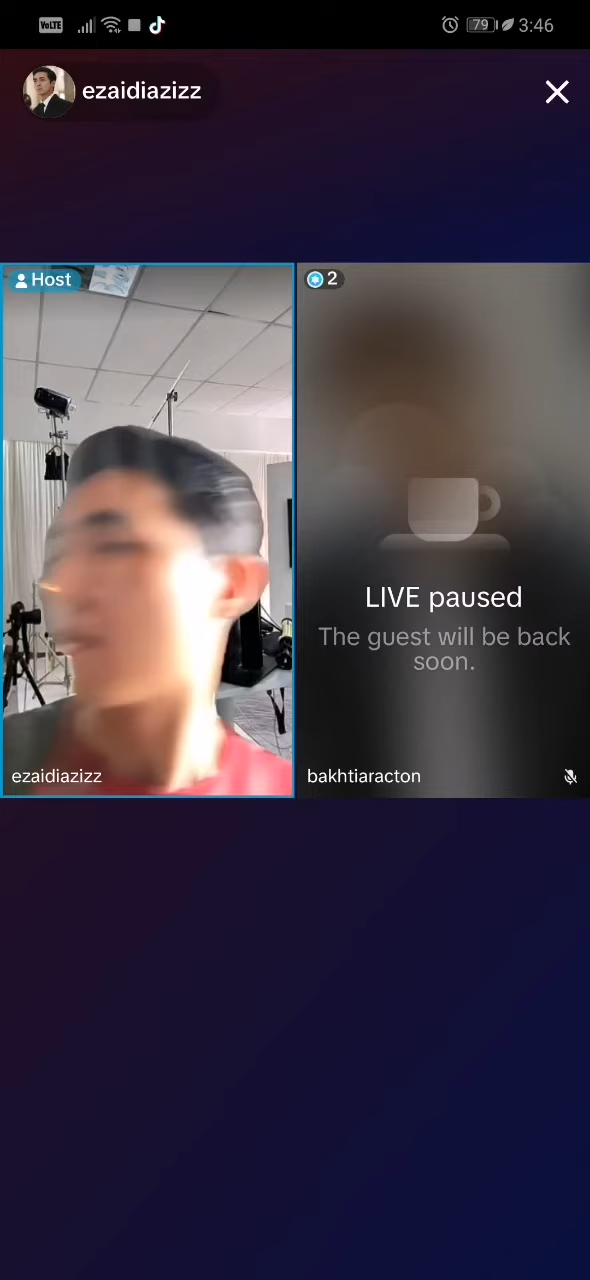 VoLTE
79
3:46
ezaidiazizz
Host
2
LIVE paused
The guest will be back
soon.
ezaidiazizz
bakhtiaracton